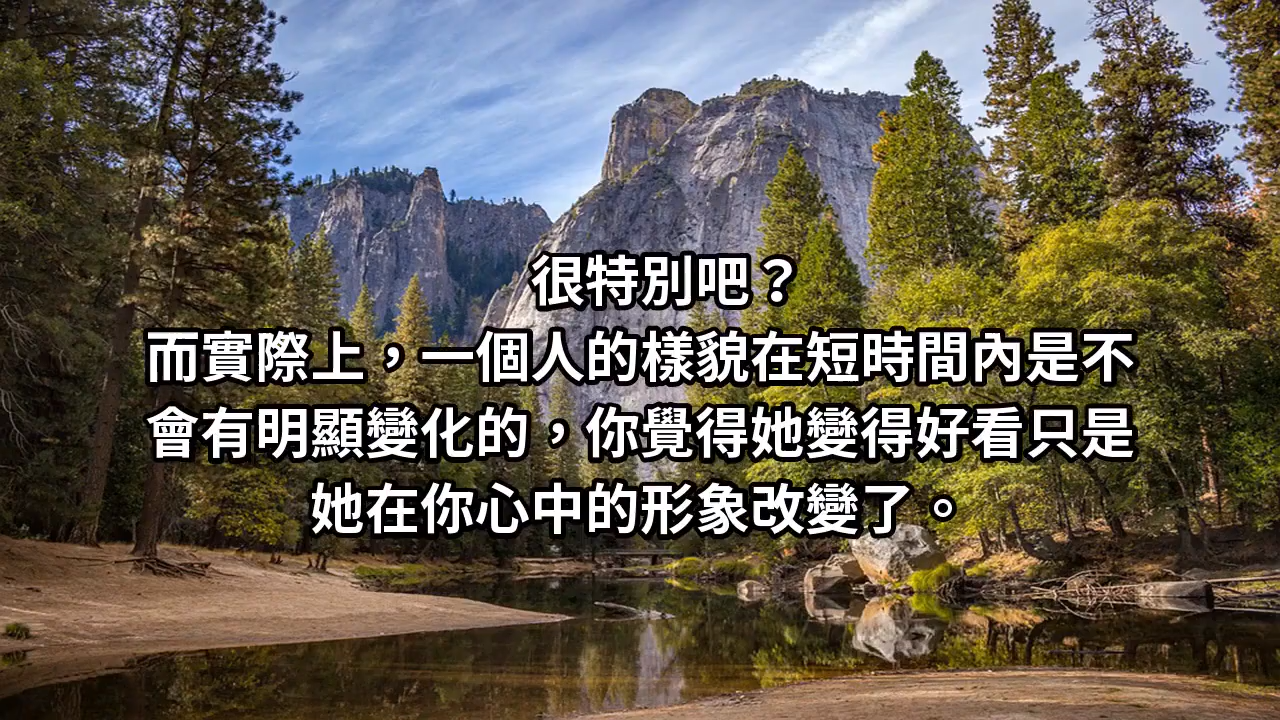 很特別吧？
而實際上，一個人的樣貌在短時間內是不
會有明顯變化的，你覺得她變得好看只是
她在你心中的形象改變了。